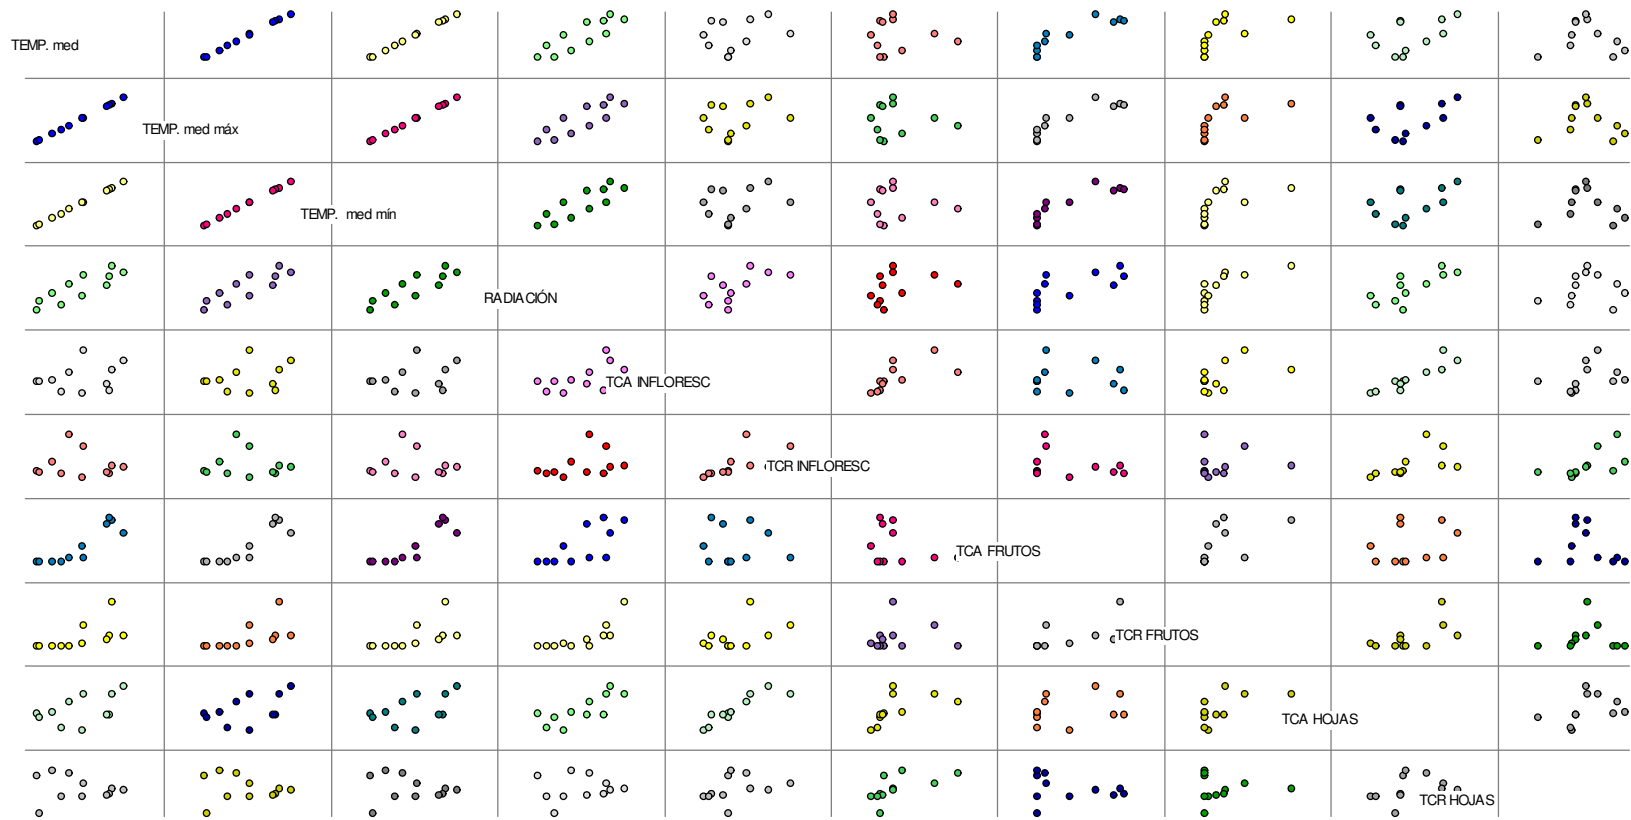 TEMP. med
TEMP. med máx
TEMP. med mín
RADIACIÓN
TCA INFLORESC
TCR INFLORESC
TCA FRUTOS
TCR FRUTOS
TCA HOJAS
TCR HOJAS